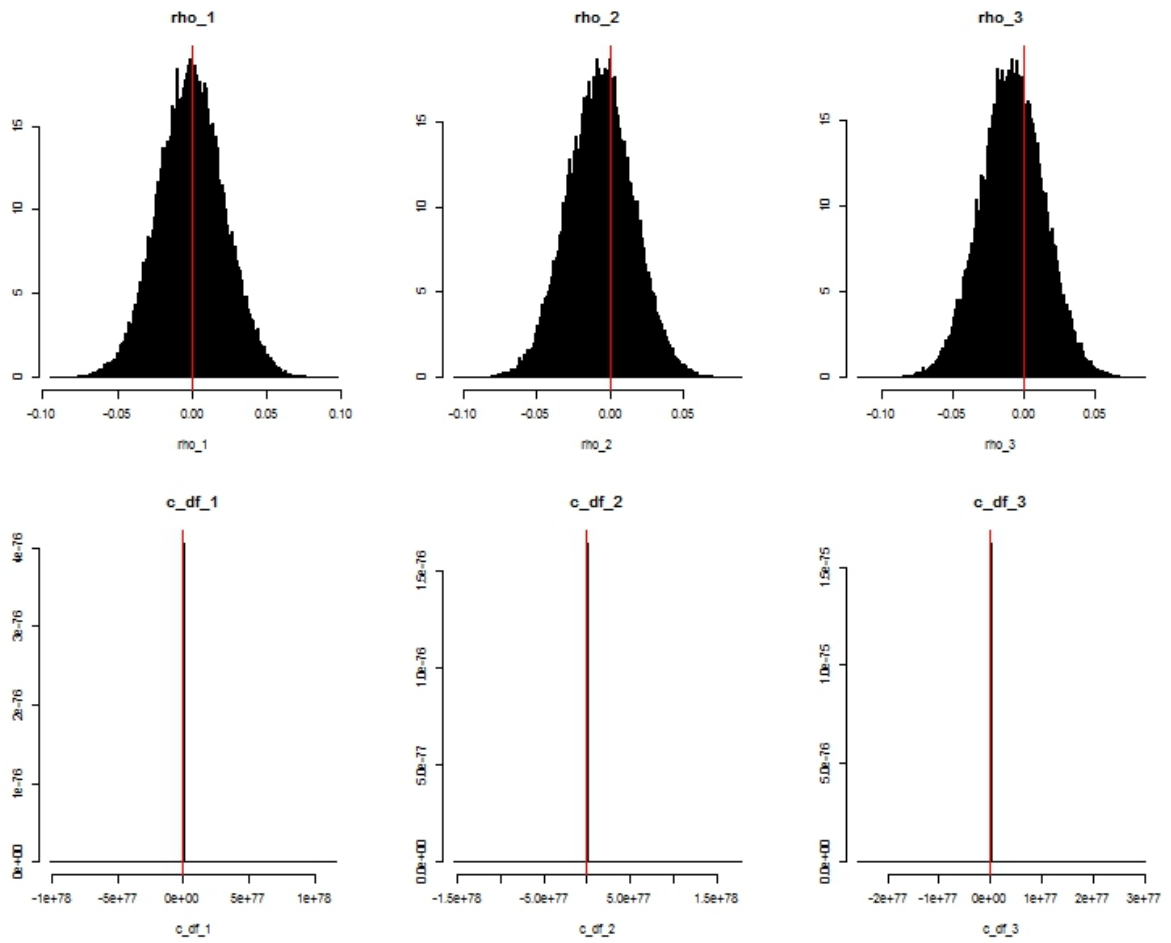 rho_1 rho_2 rho_3
15 15 15
10 10 10
5 5 5
0 0 0
-0.10 -0.05 0.00 0.05 0.10 -0.10 -0.05 0.00 0.05 -0.10 -0.05 0.00 0.05
rho_1 rho_2 rho_3
c_df_1 c_df_2 c_df_3
4e-76 1.5e-76 1.5e-75
3e-76 1.0e-76 1.0e-75
2e-76 5.0e-77 5.0e-76
1e-76 0.0e+00 0.0e+00
0e+00
-1e+78 -5e+77 0e+00 5e+77 1e+78 -1.5e+78 -5.0e+77 5.0e+77 1.5e+78 -2e+77 -1e+77 0e+00 1e+77 2e+77 3e+77
c_df_1 c_df_2 c_df_3